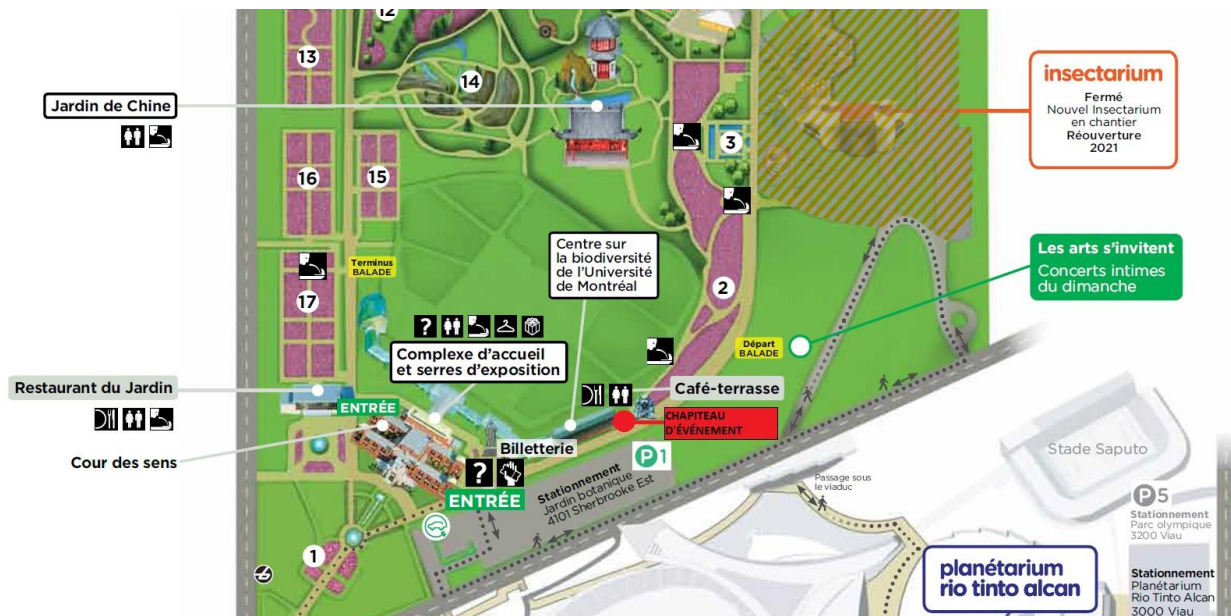 12
13
14
Jardin de Chine
3
insectarium
Fermé
Nouvel Insectarium
en chantier
Réouverture
2021
16
15
Centre sur
la biodiversité
de l'Université
de Montréal
Les arts s'invitent
Concerts intimes
du dimanche
Terminus
BALADE
17
2
?
Complexe d'accueil
et serres d'exposition
Départ
BALADE
Restaurant du Jardin
Café-terrasse
ENTRÉE
CHAPITEAU
D'ÉVÉNEMENT
Billetterie
Cour des sens
P1
?
ENTRÉE
Stationnement
Jardin botanique
4101 Sherbrooke Est
Stade Saputo
Passage sous
le viaduc
P5
Stationnement
Parc olympique
3200 Viau
1
planétarium
rio tinto alcan
Stationnement
Planétarium
Rio Tinto Alcan
3000 Viau